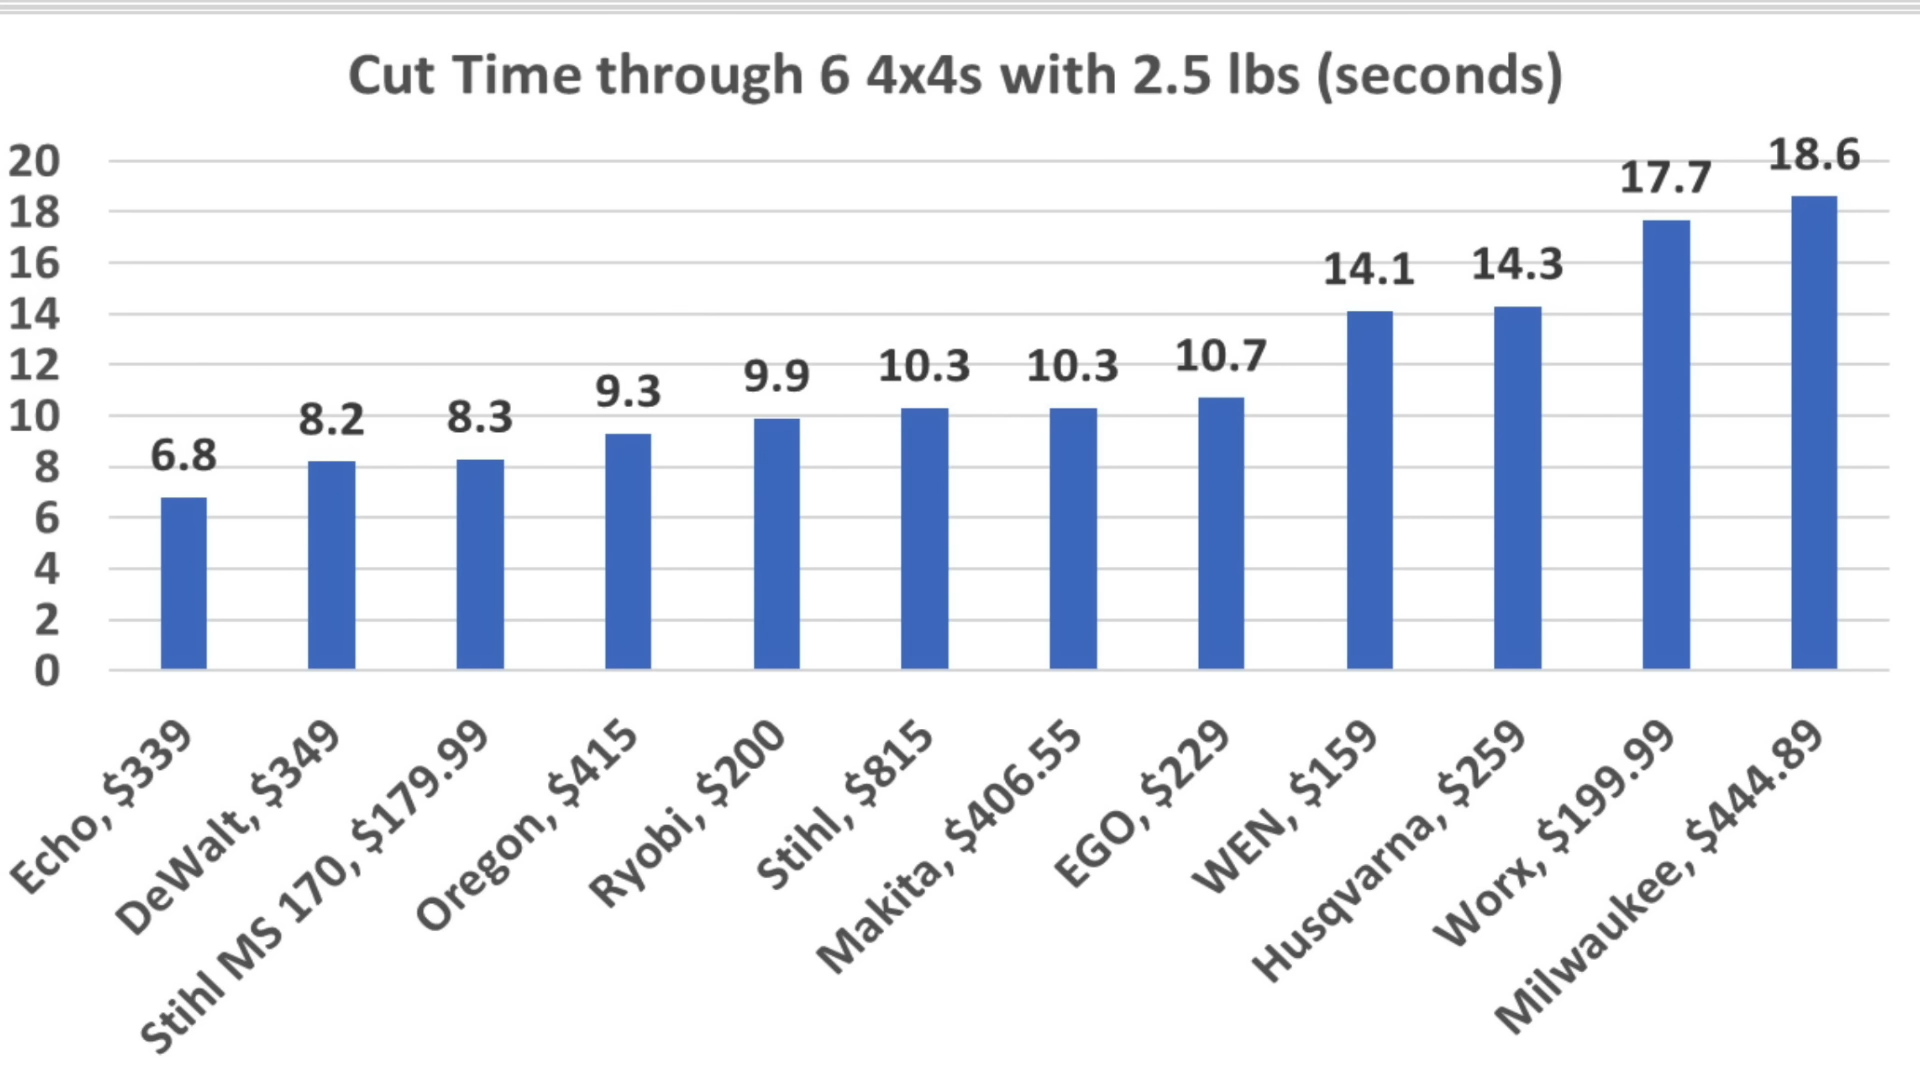 Cut Time through 6 4x4s with 2.5 lbs (seconds)
20
18
16
14
12
10
8
6
4
2
0
6.8
8.2
8.3
9.3
9.9
10.3
10.3
10.7
14.1
14.3
17.7
18.6
Echo, $339
DeWalt, $349
Stihl MS 170, $179.99
Oregon, $415
Ryobi, $200
Stihl, $815
Makita, $406.55
EGO, $229
WEN, $159
Husqvarna, $259
Worx, $199.99
Milwaukee, $444.89